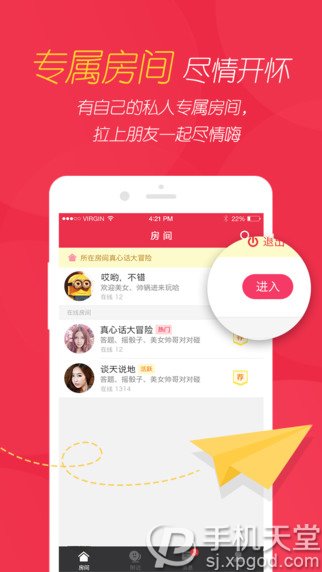 专属房间 尽情开怀
有自己的私人专属房间,
拉上朋友一起尽情嗨
VIRGIN
4:21 PM
22%
房间
所在房间真心话大冒险
退出
哎哟，不错
欢迎美女、帅锅进来玩哈
在线 12
进入
在线房间
真心话大冒险 热门
答题、摇骰子、美女帅哥对对碰
在线 12
荐
谈天说地 活跃
答题、摇骰子、美女帅哥对对碰
在线 1314
荐
房间
手机天堂
sj.xpgod.com